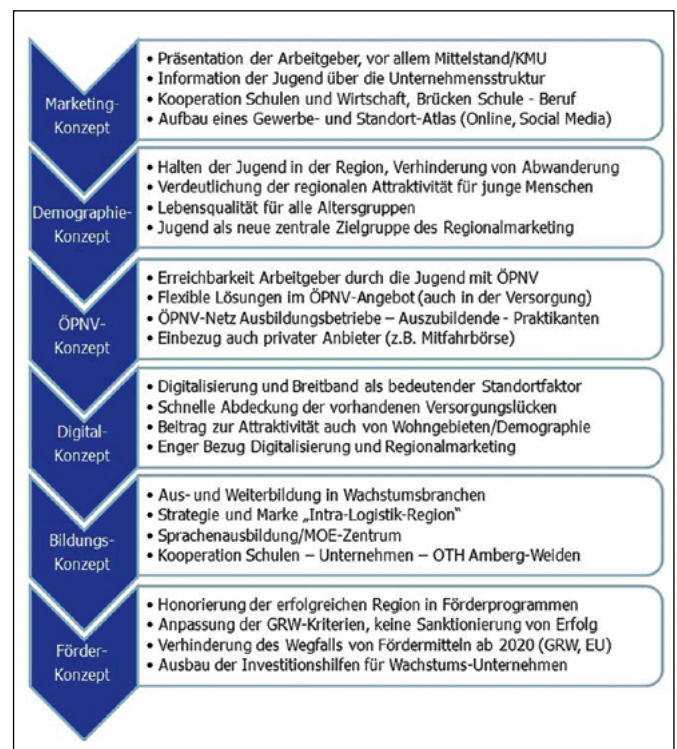 Marketing-
Konzept
• Präsentation der Arbeitgeber, vor allem Mittelstand/KMU
• Information der Jugend über die Unternehmensstruktur
• Kooperation Schulen und Wirtschaft, Brücken Schule - Beruf
• Aufbau eines Gewerbe- und Standort-Atlas (Online, Social Media)
Demographie-
Konzept
• Halten der Jugend in der Region, Verhinderung von Abwanderung
• Verdeutlichung der regionalen Attraktivität für junge Menschen
• Lebensqualität für alle Altersgruppen
• Jugend als neue zentrale Zielgruppe des Regionalmarketing
ÖPNV-
Konzept
• Erreichbarkeit Arbeitgeber durch die Jugend mit ÖPNV
• Flexible Lösungen im ÖPNV-Angebot (auch in der Versorgung)
• ÖPNV-Netz Ausbildungsbetriebe – Auszubildende - Praktikanten
• Einbezug auch privater Anbieter (z.B. Mitfahrbörse)
Digital-
Konzept
• Digitalisierung und Breitband als bedeutender Standortfaktor
• Schnelle Abdeckung der vorhandenen Versorgungslücken
• Beitrag zur Attraktivität auch von Wohngebieten/Demographie
• Enger Bezug Digitalisierung und Regionalmarketing
Bildungs-
Konzept
• Aus- und Weiterbildung in Wachstumsbranchen
• Strategie und Marke „Intra-Logistik-Region“
• Sprachenausbildung/MOE-Zentrum
• Kooperation Schulen – Unternehmen – OTH Amberg-Weiden
Förder-
Konzept
• Honorierung der erfolgreichen Region in Förderprogrammen
• Anpassung der GRW-Kriterien, keine Sanktionierung von Erfolg
• Verhinderung des Wegfalls von Fördermitteln ab 2020 (GRW, EU)
• Ausbau der Investitionshilfen für Wachstums-Unternehmen